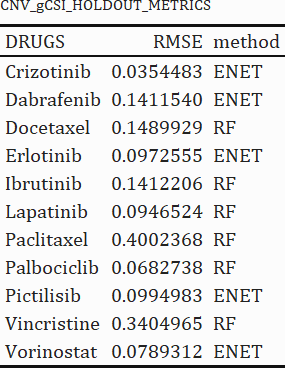 CNV_gCSI_HOLDOUT_METRICS
DRUGS RMSE method
Crizotinib 0.0354483 ENET
Dabrafenib 0.1411540 ENET
Docetaxel 0.1489929 RF
Erlotinib 0.0972555 ENET
Ibrutinib 0.1412206 RF
Lapatinib 0.0946524 RF
Paclitaxel 0.4002368 RF
Palbociclib 0.0682738 RF
Pictilisib 0.0994983 ENET
Vincristine 0.3404965 RF
Vorinostat 0.0789312 ENET